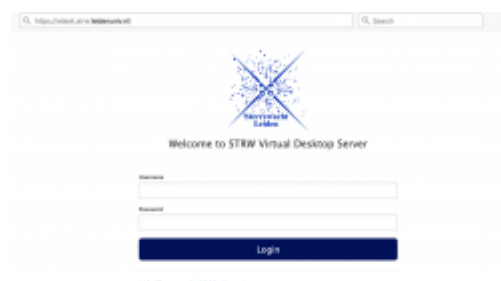 https://vdesk.strw.leidenuniv.nl
Search
Sterrewacht
Leiden
Welcome to STRW Virtual Desktop Server
Username
Password
Login